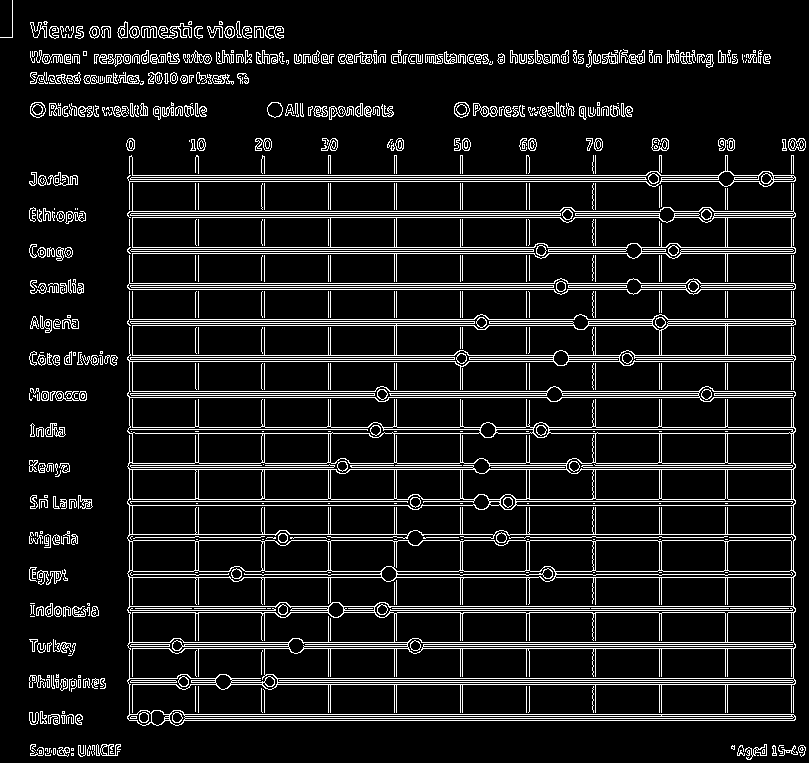 Views on domestic violence
Women* respondents who think that, under certain circumstances, a husband is justified in hitting his wife
Selected countries, 2010 or latest, %
Richest wealth quintile All respondents Poorest wealth quintile
0 10 20 30 40 50 60 70 80 90 100
Jordan
Ethiopia
Congo
Somalia
Algeria
Côte d'Ivoire
Morocco
India
Kenya
Sri Lanka
Nigeria
Egypt
Indonesia
Turkey
Philippines
Ukraine
Source: UNICEF *Aged 15-49